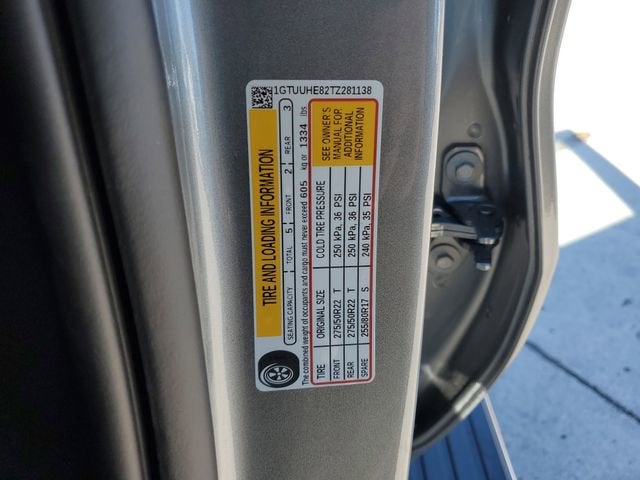 1GTUUHE82TZ281138
TIRE AND LOADING INFORMATION
SEATING CAPACITY TOTAL 5 FRONT 2 REAR 3
The combined weight of occupants and cargo must never exceed 605 kg or 1334 lbs
TIRE ORIGINAL SIZE COLD TIRE PRESSURE
FRONT 275/50R22 T 250 kPa, 36 PSI
REAR 275/50R22 T 250 kPa, 36 PSI
SPARE 255/80R17 S 240 kPa, 35 PSI
SEE OWNER'S
MANUAL FOR
ADDITIONAL
INFORMATION